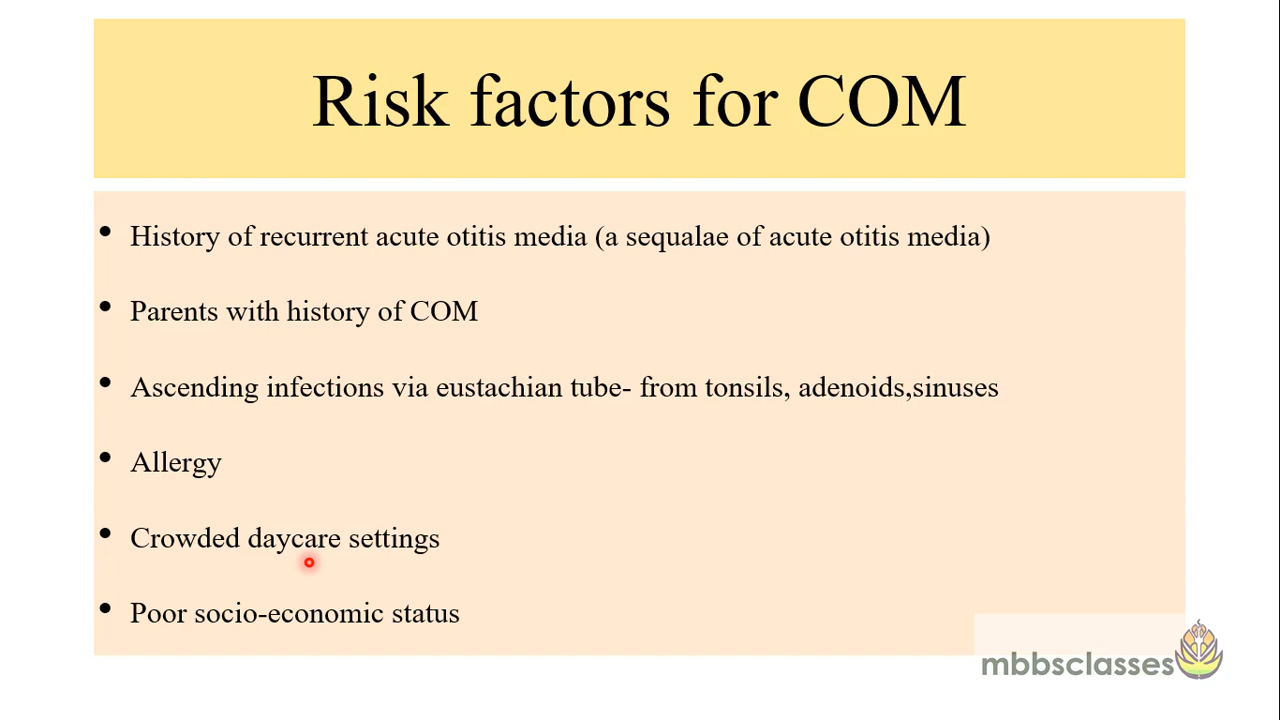 Risk factors for COM
• History of recurrent acute otitis media (a sequalae of acute otitis media)
• Parents with history of COM
• Ascending infections via eustachian tube- from tonsils, adenoids,sinuses
• Allergy
• Crowded daycare settings
• Poor socio-economic status
mbbsclasses